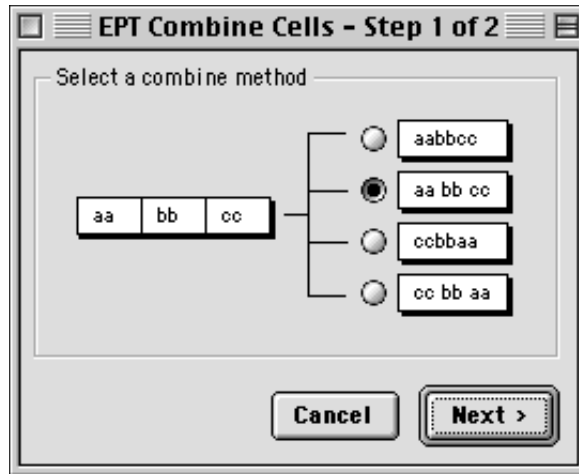 EPT Combine Cells - Step 1 of 2
Select a combine method
aabbcc
aa bb cc
aa bb cc
ccbbaa
cc bb aa
Cancel Next >